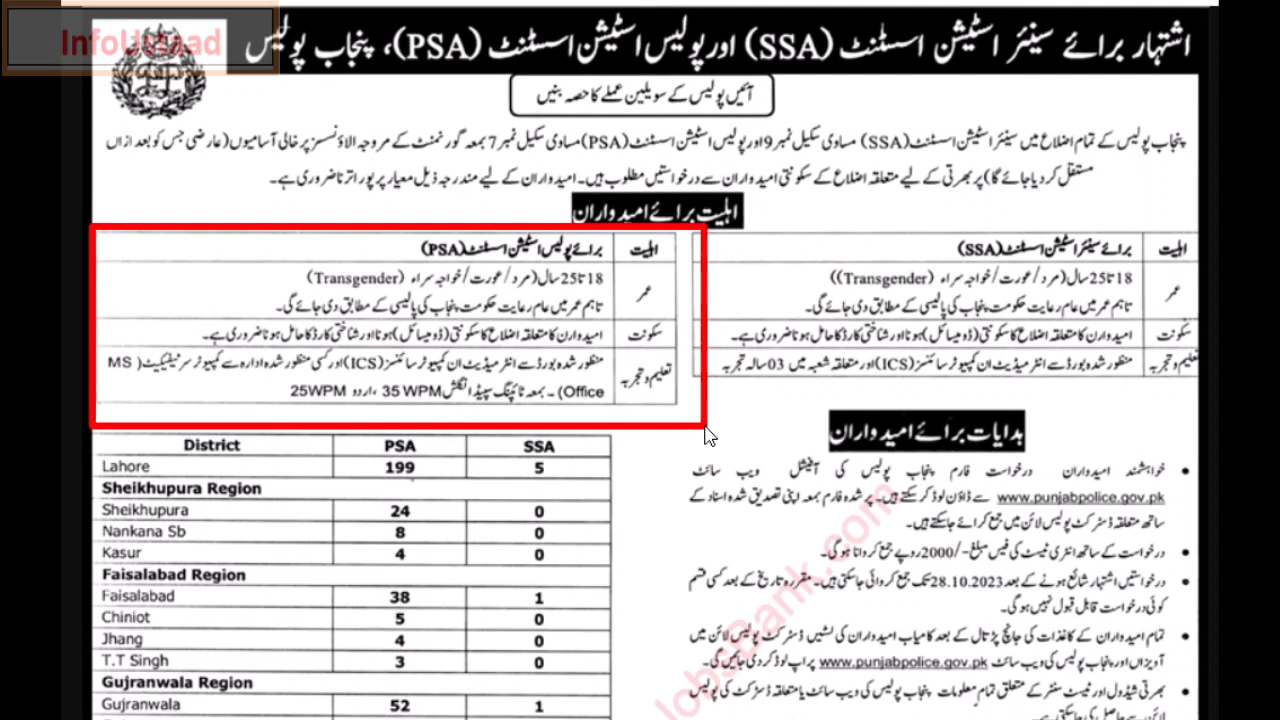 InfoUstaad
اشتہار برائے سینئر اسٹیشن اسسٹنٹ (SSA) اور پولیس اسٹیشن اسسٹنٹ (PSA)، پنجاب پولیس
آئیں پولیس کے سویلین عملے کا حصہ بنیں
پنجاب پولیس کے تمام اضلاع میں سینئر اسٹیشن اسسٹنٹ (SSA) مساوی سکیل نمبر 9 اور پولیس اسٹیشن اسسٹنٹ (PSA) مساوی سکیل نمبر 7 بمعہ گورنمنٹ کے مروجہ الاؤنسز پر خالی آسامیوں (عارضی جس کو بعد ازاں
مستقل کر دیا جائے گا) پر بھرتی کے لیے متعلقہ اضلاع کے سکونتی امیدواران سے درخواستیں مطلوب ہیں۔ امیدواران کے لیے مندرجہ ذیل معیار پر پورا اترنا ضروری ہے۔
اہلیت برائے امیدواران
اہلیت برائے سینئر اسٹیشن اسسٹنٹ (SSA)
عمر 18 تا 25 سال (مرد/عورت/خواجہ سراء (Transgender))
تاہم عمر میں عام رعایت حکومت پنجاب کی پالیسی کے مطابق دی جائے گی۔
سکونت امیدواران کا متعلقہ اضلاع کا سکونتی (ڈومیسائل) ہونا اور شناختی کارڈ کا حامل ہونا ضروری ہے۔
تعلیم و تجربہ منظور شدہ بورڈ سے انٹر میڈیٹ ان کمپیوٹر سائنسز (ICS) اور متعلقہ شعبہ میں 03 سالہ تجربہ
اہلیت برائے پولیس اسٹیشن اسسٹنٹ (PSA)
عمر 18 تا 25 سال (مرد/عورت/خواجہ سراء (Transgender)
تاہم عمر میں عام رعایت حکومت پنجاب کی پالیسی کے مطابق دی جائے گی۔
سکونت امیدواران کا متعلقہ اضلاع کا سکونتی (ڈومیسائل) ہونا اور شناختی کارڈ کا حامل ہونا ضروری ہے۔
تعلیم و تجربہ منظور شدہ بورڈ سے انٹر میڈیٹ ان کمپیوٹر سائنسز (ICS) اور کسی منظور شدہ ادارہ سے کمپیوٹر سرٹیفکیٹ (MS
Office)۔ بمعہ ٹائپنگ سپیڈ انگلش 35 WPM، اردو 25WPM
ہدایات برائے امیدواران
• خواہشمند امیدواران درخواست فارم پنجاب پولیس کی آفیشل ویب سائٹ
www.punjabpolice.gov.pk سے ڈاؤن لوڈ کر سکتے ہیں۔ پر شدہ فارم بمعہ اپنی تصدیق شدہ اسناد کے
ساتھ متعلقہ ڈسٹرکٹ پولیس لائن میں جمع کرائے جاسکتے ہیں۔
• درخواست کے ساتھ انٹری ٹیسٹ کی فیس مبلغ -/2000 روپے جمع کروانا ہوگی۔
• درخواستیں اشتہار شائع ہونے کے بعد 28.10.2023 تک جمع کروائی جاسکتی ہیں۔ مقررہ تاریخ کے بعد کسی قسم
کوئی درخواست قابل قبول نہیں ہوگی۔
• تمام امیدواران کے کاغذات کی جانچ پڑتال کے بعد کامیاب امیدواران کی لسٹیں ڈسٹرکٹ پولیس لائن میں
آویزاں اور پنجاب پولیس کی ویب سائٹ www.punjabpolice.gov.pk پر اپ لوڈ کر دی جائیں گی۔
• بھرتی شیڈول اور ٹیسٹ سنٹر کے متعلق تمام معلومات پنجاب پولیس کی ویب سائٹ یا متعلقہ ڈسٹرکٹ کی پولیس
لائن سے حاصل کی جاسکتی ہیں۔
District PSA SSA
Lahore 199 5
Sheikhupura Region
Sheikhupura 24 0
Nankana Sb 8 0
Kasur 4 0
Faisalabad Region
Faisalabad 38 1
Chiniot 5 0
Jhang 4 0
T.T Singh 3 0
Gujranwala Region
Gujranwala 52 1
JobsBank.com